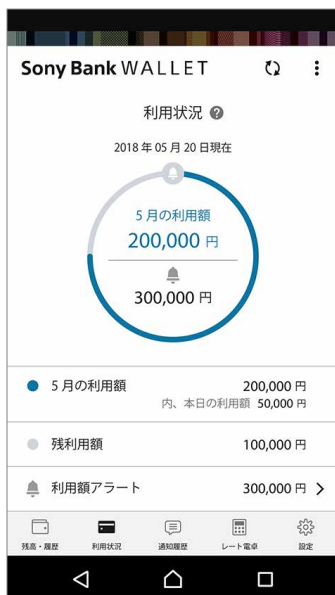 Sony Bank WALLET
利用状況 ?
2018 年 05 月 20 日現在
5 月の利用額
200,000 円
300,000 円
5 月の利用額 200,000 円
内、本日の利用額 50,000 円
残利用額 100,000 円
利用額アラート 300,000 円
残高・履歴 利用状況 通知履歴 レート電卓 設定